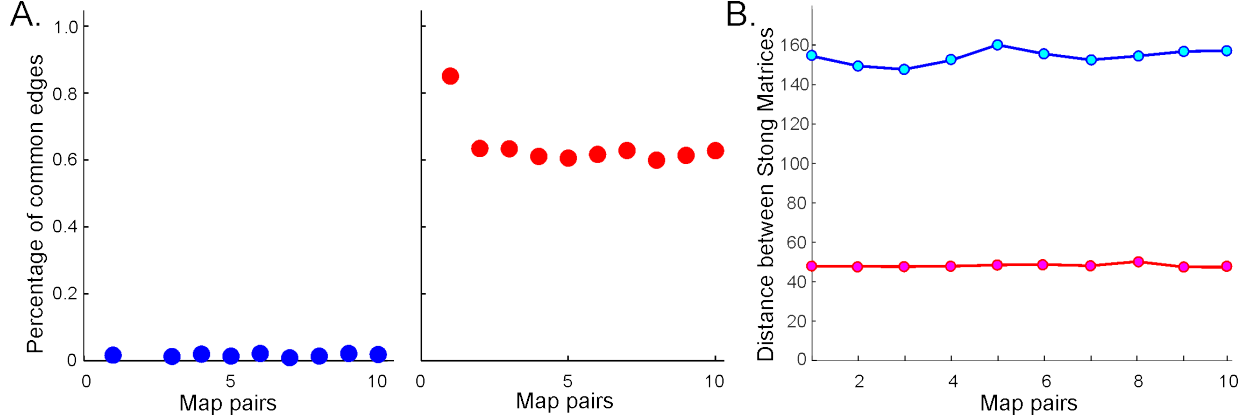 A.
Percentage of common edges
1.0
0.8
0.6
0.4
0.2
0
0 5 10
Map pairs
0 5 10
Map pairs
B.
Distance between Stong Matrices
160
140
120
100
80
60
40
20
0
2 4 6 8 10
Map pairs